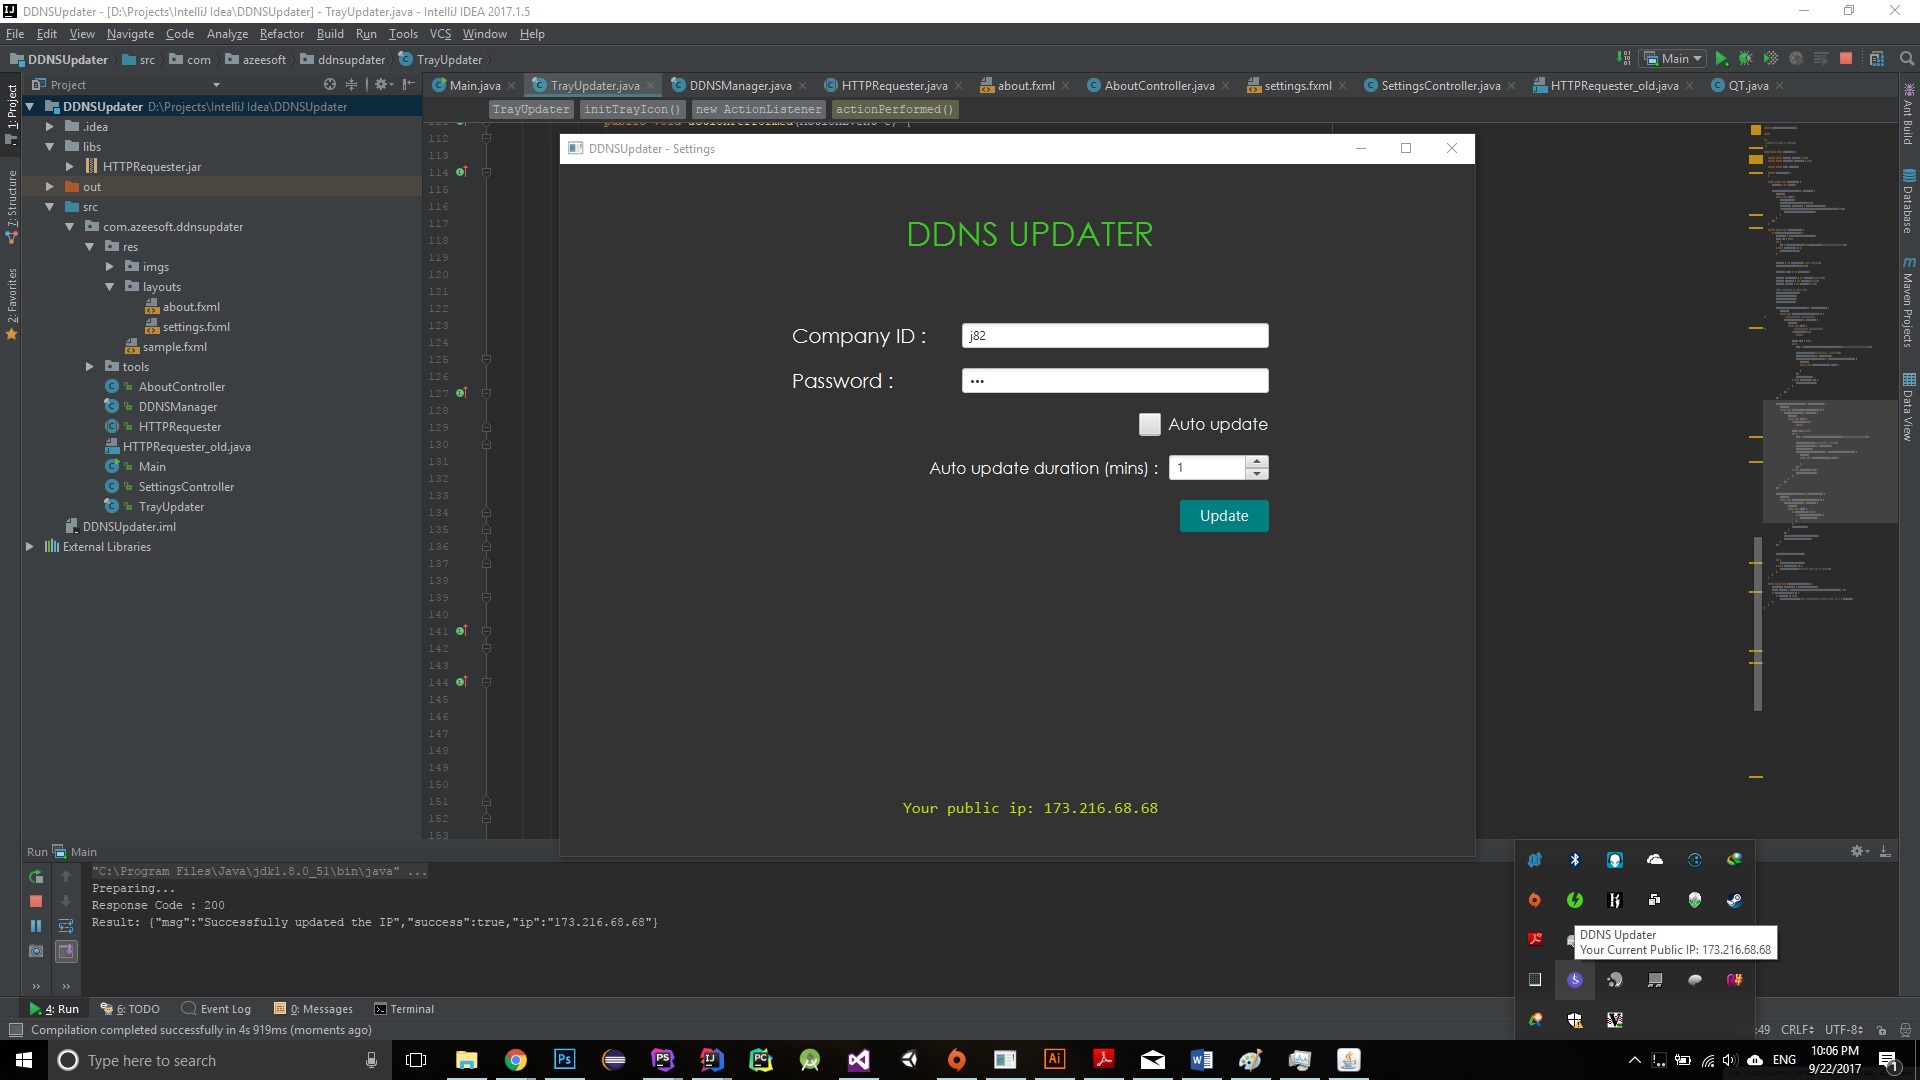 DDNSUpdater - [D:\Projects\IntelliJ Idea\DDNSUpdater] - TrayUpdater.java - IntelliJ IDEA 2017.1.5
File Edit View Navigate Code Analyze Refactor Build Run Tools VCS Window Help
DDNSUpdater src com azeesoft ddnsupdater TrayUpdater
Main
Project
Main.java TrayUpdater.java DDNSManager.java HTTPRequester.java about.fxml AboutController.java settings.fxml SettingsController.java HTTPRequester_old.java QT.java
TrayUpdater initTrayIcon() new ActionListener actionPerformed()
1: Project
7: Structure
2: Favorites
DDNSUpdater D:\Projects\IntelliJ Idea\DDNSUpdater
.idea
libs
HTTPRequester.jar
out
src
com.azeesoft.ddnsupdater
res
imgs
layouts
about.fxml
settings.fxml
sample.fxml
tools
AboutController
DDNSManager
HTTPRequester
HTTPRequester_old.java
Main
SettingsController
TrayUpdater
DDNSUpdater.iml
External Libraries
112
113
114
115
116
117
118
119
120
121
122
123
124
125
126
127
128
129
130
131
132
133
134
135
136
137
138
139
140
141
142
143
144
145
146
147
148
149
150
151
152
153
DDNSUpdater - Settings
DDNS UPDATER
Company ID : j82
Password : •••
Auto update
Auto update duration (mins) : 1
Update
Your public ip: 173.216.68.68
Ant Build
Database
Maven Projects
Data View
Run Main
"C:\Program Files\Java\jdk1.8.0_51\bin\java" ...
Preparing...
Response Code : 200
Result: {"msg":"Successfully updated the IP","success":true,"ip":"173.216.68.68"}
DDNS Updater
Your Current Public IP: 173.216.68.68
4: Run 6: TODO Event Log 0: Messages Terminal
Compilation completed successfully in 4s 919ms (moments ago)
:49 CRLF UTF-8
Type here to search
ENG
10:06 PM
9/22/2017
1